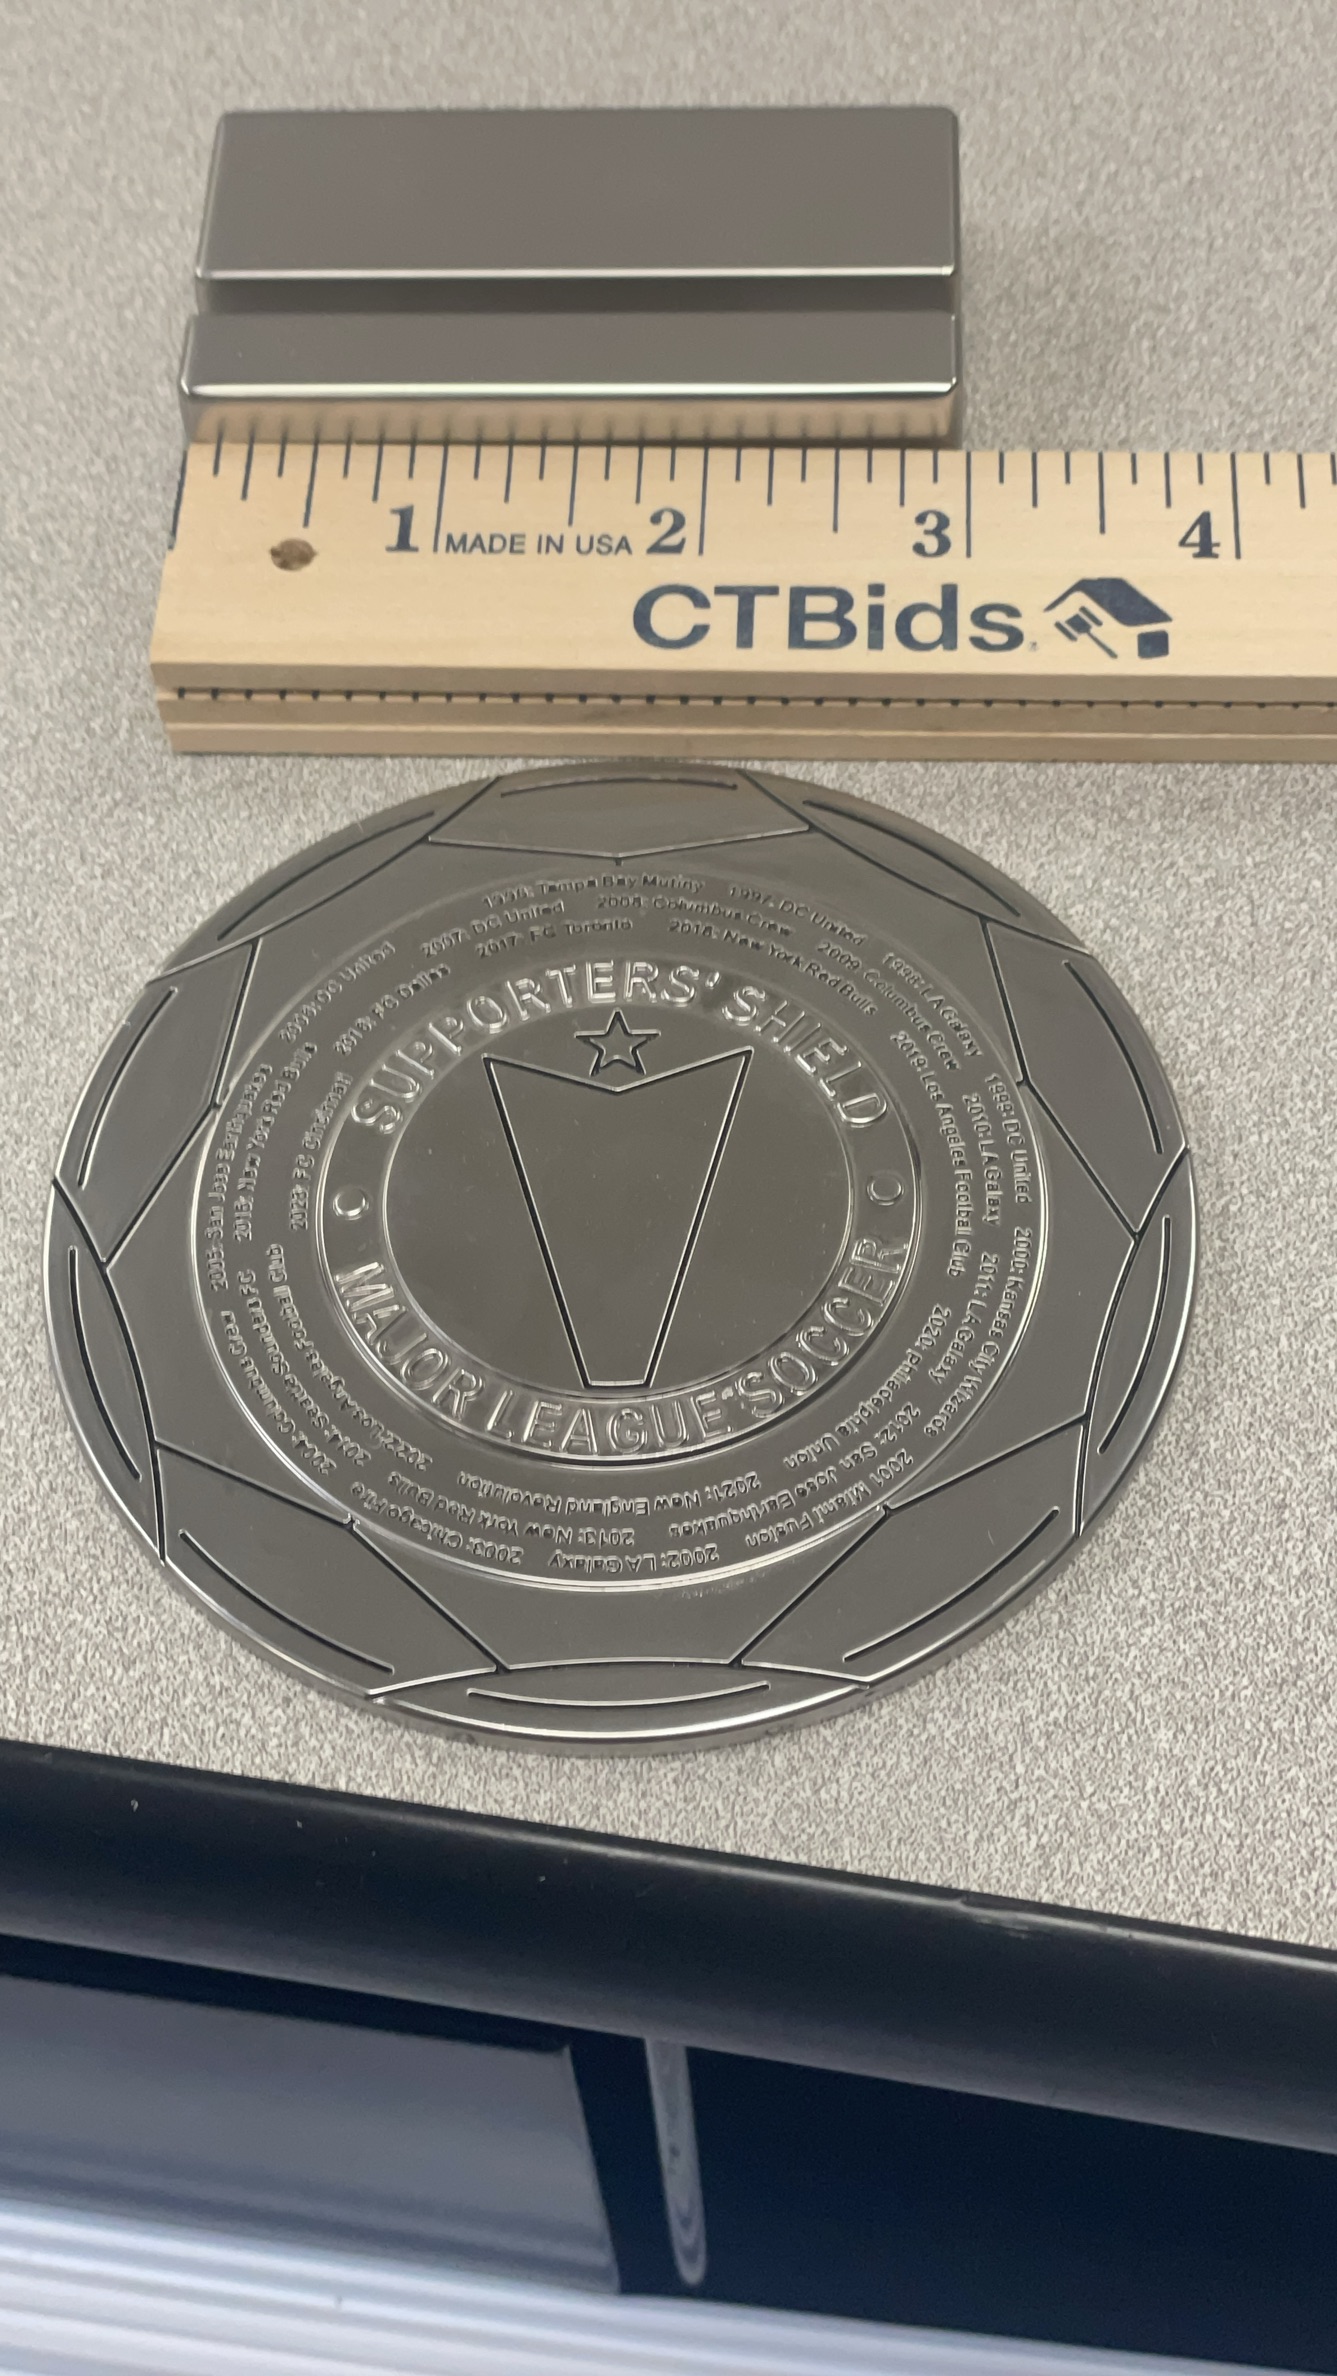 1 MADE IN USA 2 3 4
CTBids
1996: Tampa Bay Mutiny 1997: DC United 1998: LA Galaxy 1999: DC United 2000: Kansas City Wizards 2001 Miami Fusion 2002: LA Galaxy 2003: Chicago Fire 2004: Columbus Crew 2005: San Jose Earthquakes 2006: DC United
2007: DC United 2008: Columbus Crew 2009: Columbus Crew 2010: LA Galaxy 2011: LA Galaxy 2012: San Jose Earthquakes 2013: New York Red Bulls 2014: Seattle Sounders FC 2015: New York Red Bulls 2016: FC Dallas
2017: FC Toronto 2018: New York Red Bulls 2019: Los Angeles Football Club 2020: Philadelphia Union 2021: New England Revolution 2022: Los Angeles Football Club 2023: FC Cincinnati
SUPPORTERS' SHIELD
MAJOR LEAGUE SOCCER